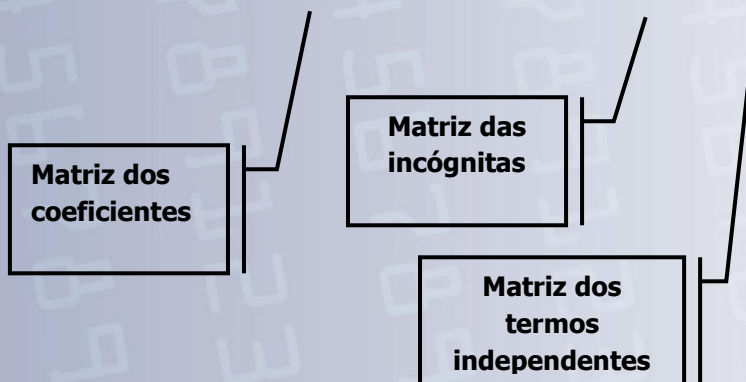 Matriz dos
coeficientes
Matriz das
incógnitas
Matriz dos
termos
independentes